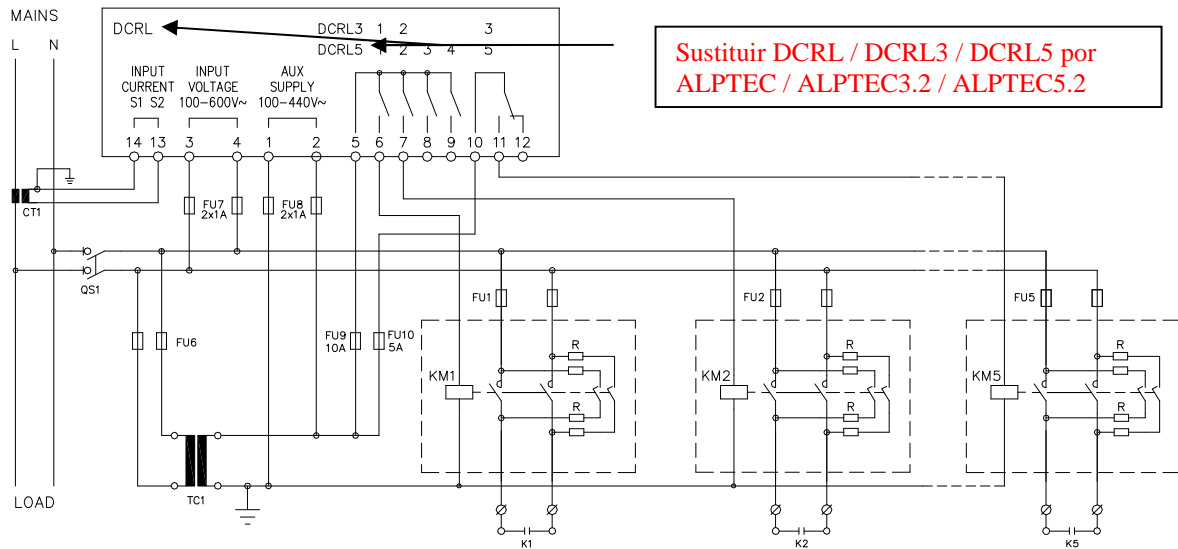 MAINS
L N
DCRL
DCRL3 1 2 3
DCRL5 1 2 3 4 5
Sustituir DCRL / DCRL3 / DCRL5 por
ALPTEC / ALPTEC3.2 / ALPTEC5.2
INPUT CURRENT S1 S2
INPUT VOLTAGE 100-600V~
AUX SUPPLY 100-440V~
14 13 3 4 1 2 5 6 7 8 9 10 11 12
CT1
FU7 2x1A
FU8 2x1A
QS1
FU1
FU2
FU5
FU6
FU9 10A
FU10 5A
KM1
R
R
KM2
R
R
KM5
R
R
TC1
LOAD
K1
K2
K5